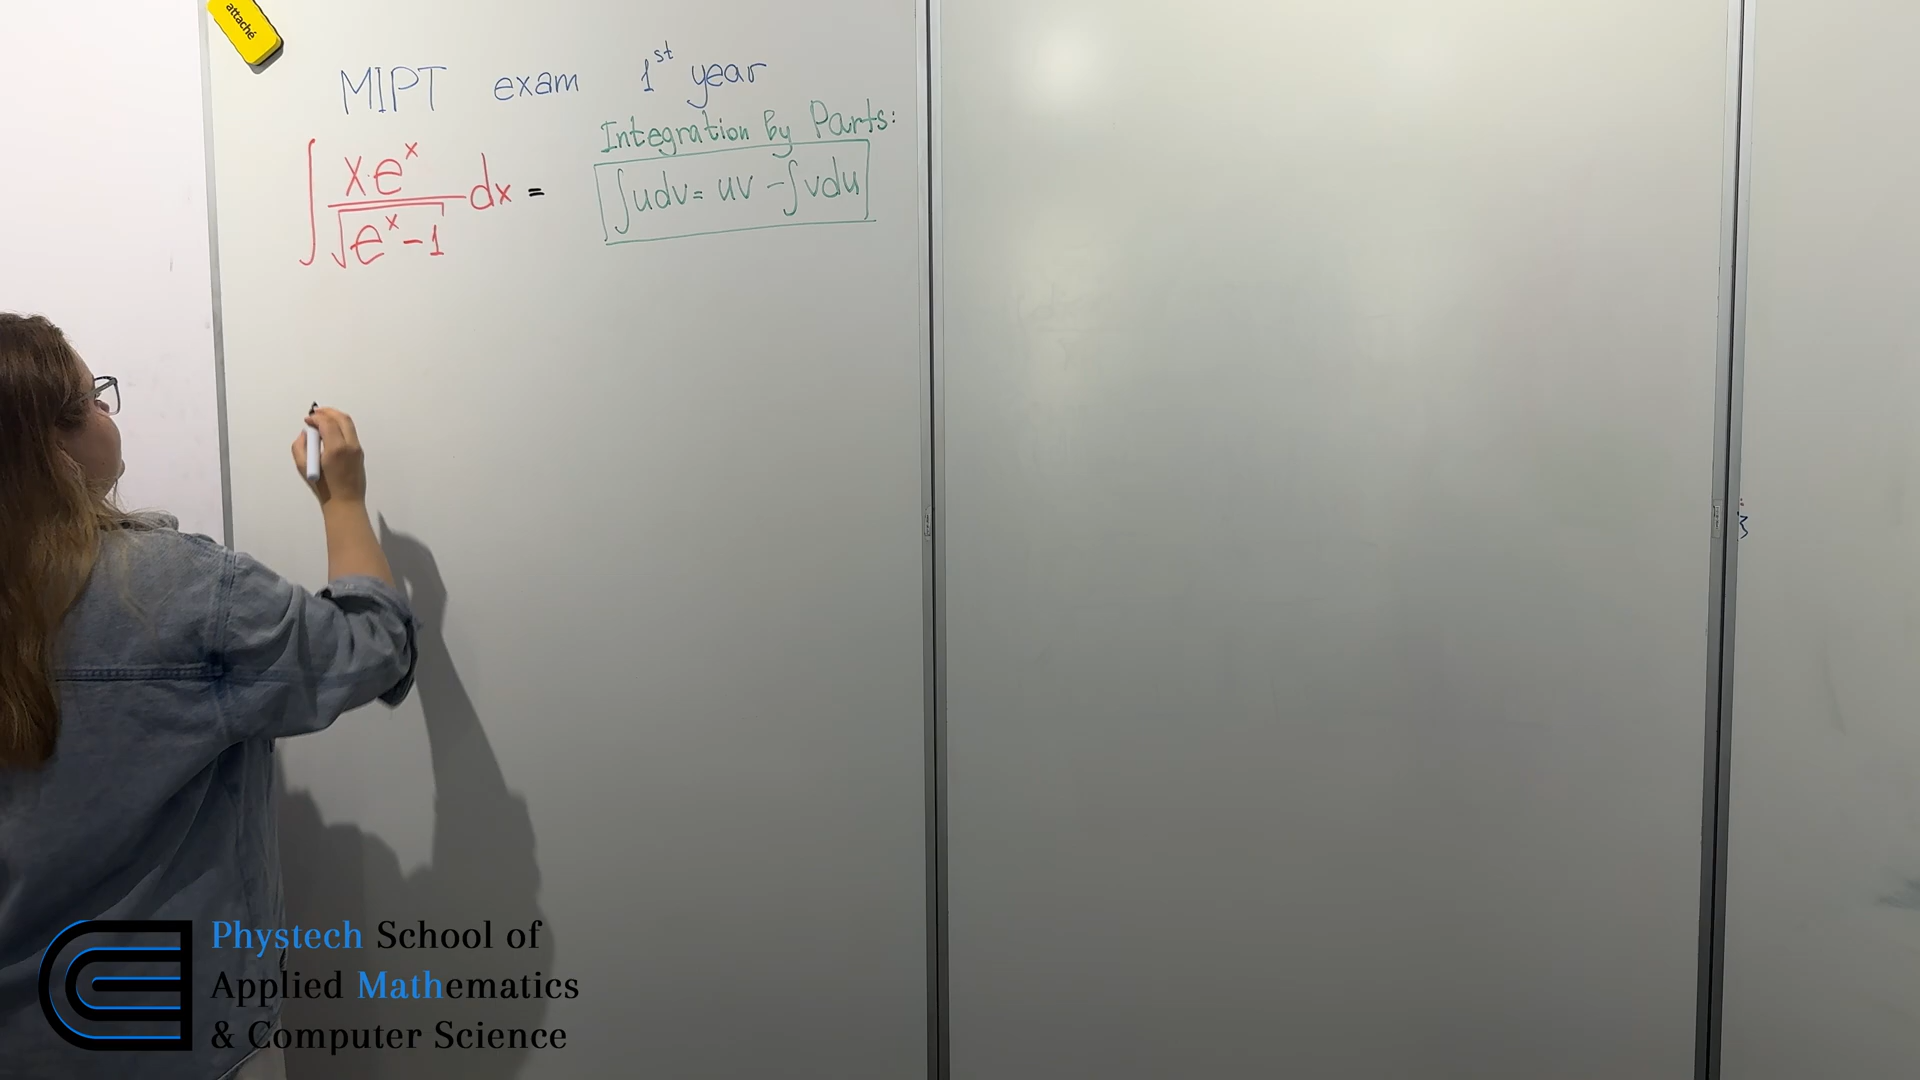 attaché
MIPT exam 1st year
Integration By Parts:
∫ x·e^x / √(e^x - 1) dx =
∫udv = uv - ∫vdu
Phystech School of
Applied Mathematics
& Computer Science